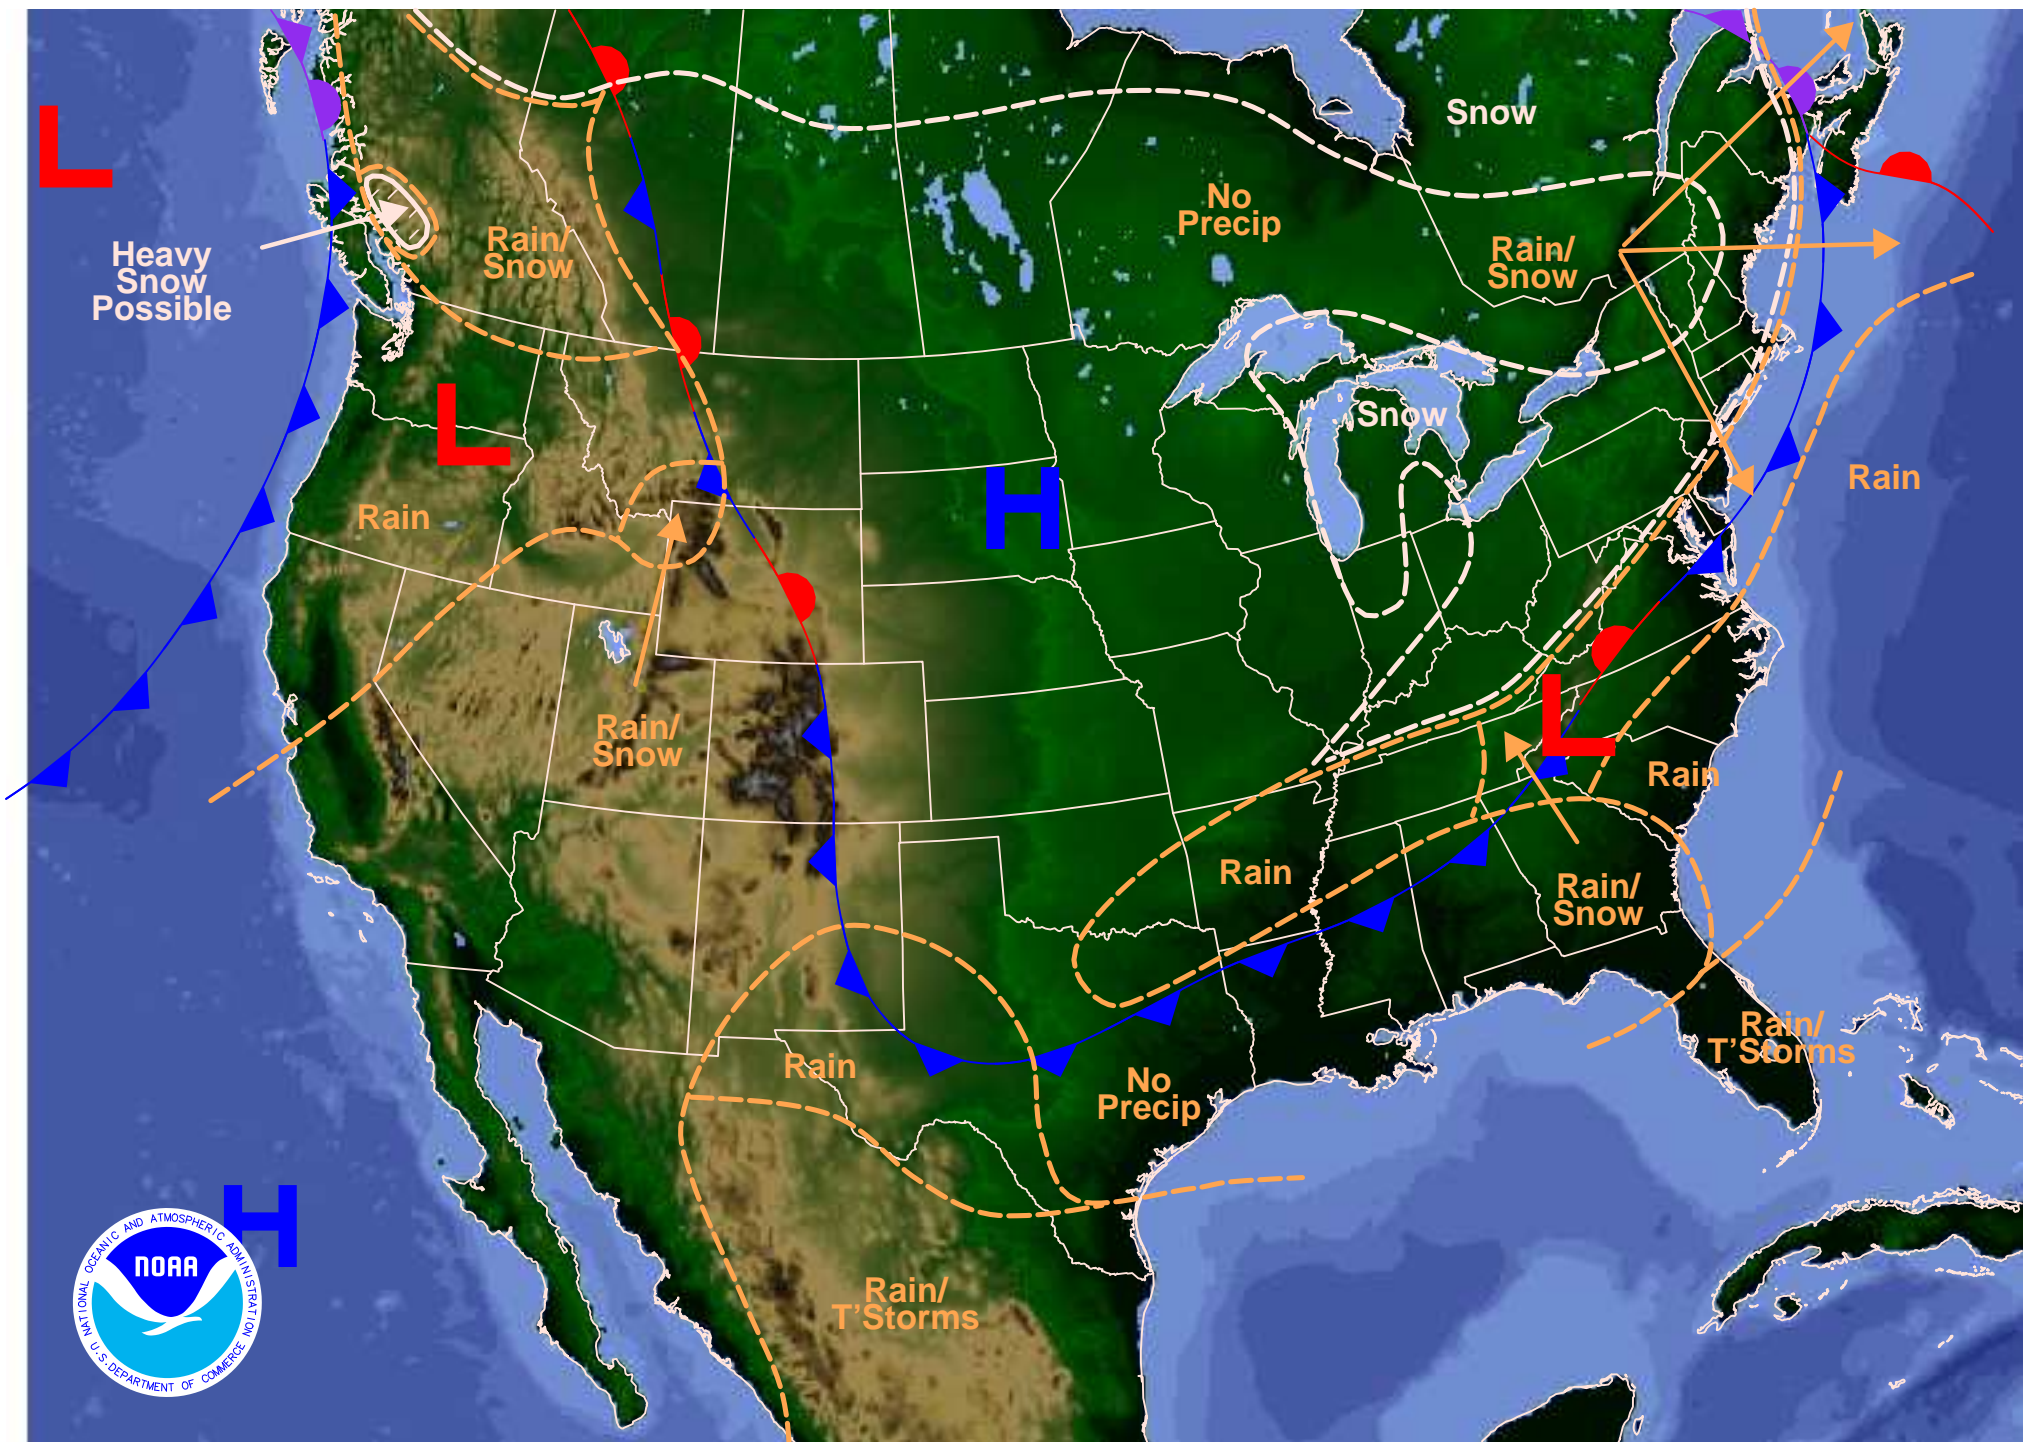 L
Snow
No
Precip
Heavy
Snow
Possible
Rain/
Snow
Rain/
Snow
L
Snow
Rain
H
Rain
Rain/
Snow
L
Rain
Rain
Rain/
Snow
Rain
No
Precip
Rain/
T'Storms
H
Rain/
T'Storms
NATIONAL OCEANIC AND ATMOSPHERIC ADMINISTRATION
NOAA
U.S. DEPARTMENT OF COMMERCE